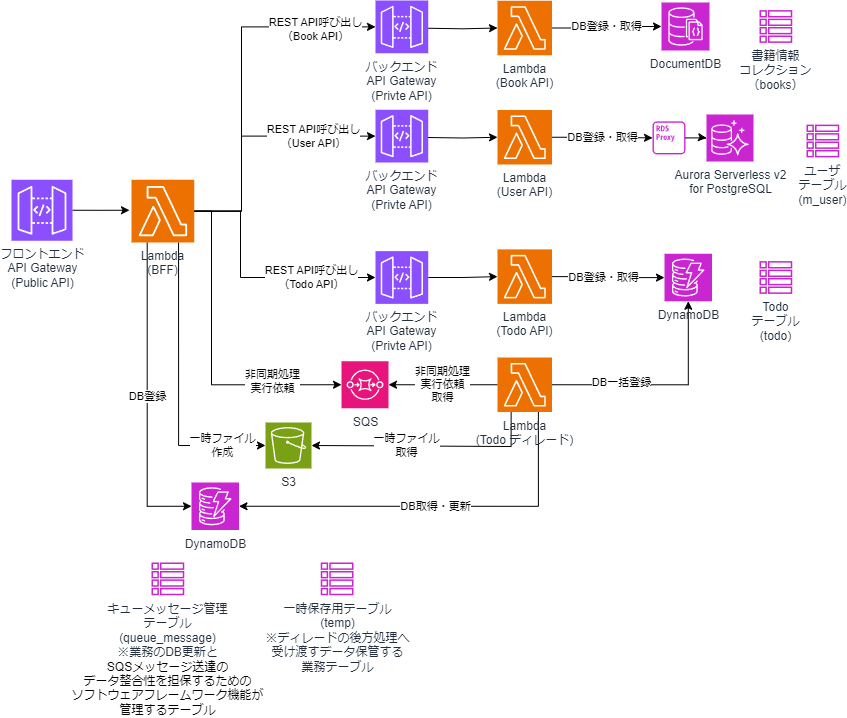 REST API呼び出し
（Book API）
バックエンド
API Gateway
(Privte API)
Lambda
(Book API)
DB登録・取得
DocumentDB
書籍情報
コレクション
（books）
REST API呼び出し
（User API）
バックエンド
API Gateway
(Privte API)
Lambda
(User API)
DB登録・取得
RDS
Proxy
Aurora Serverless v2
for PostgreSQL
ユーザ
テーブル
(m_user)
フロントエンド
API Gateway
(Public API)
Lambda
(BFF)
REST API呼び出し
（Todo API）
バックエンド
API Gateway
(Privte API)
Lambda
(Todo API)
DB登録・取得
DynamoDB
Todo
テーブル
(todo)
非同期処理
実行依頼
SQS
非同期処理
実行依頼
取得
Lambda
(Todo ディレード)
DB一括登録
DB登録
一時ファイル
作成
S3
一時ファイル
取得
DynamoDB
DB取得・更新
キューメッセージ管理
テーブル
(queue_message)
※業務のDB更新と
SQSメッセージ送達の
データ整合性を担保するための
ソフトウェアフレームワーク機能が
管理するテーブル
一時保存用テーブル
(temp)
※ディレードの後方処理へ
受け渡すデータ保管する
業務テーブル